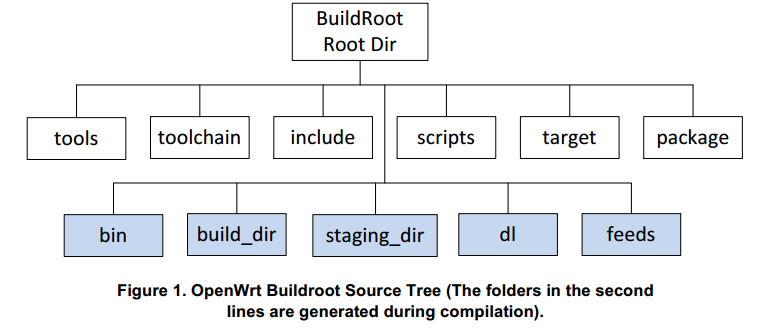 BuildRoot
Root Dir
tools
toolchain
include
scripts
target
package
bin
build_dir
staging_dir
dl
feeds
Figure 1. OpenWrt Buildroot Source Tree (The folders in the second
lines are generated during compilation).